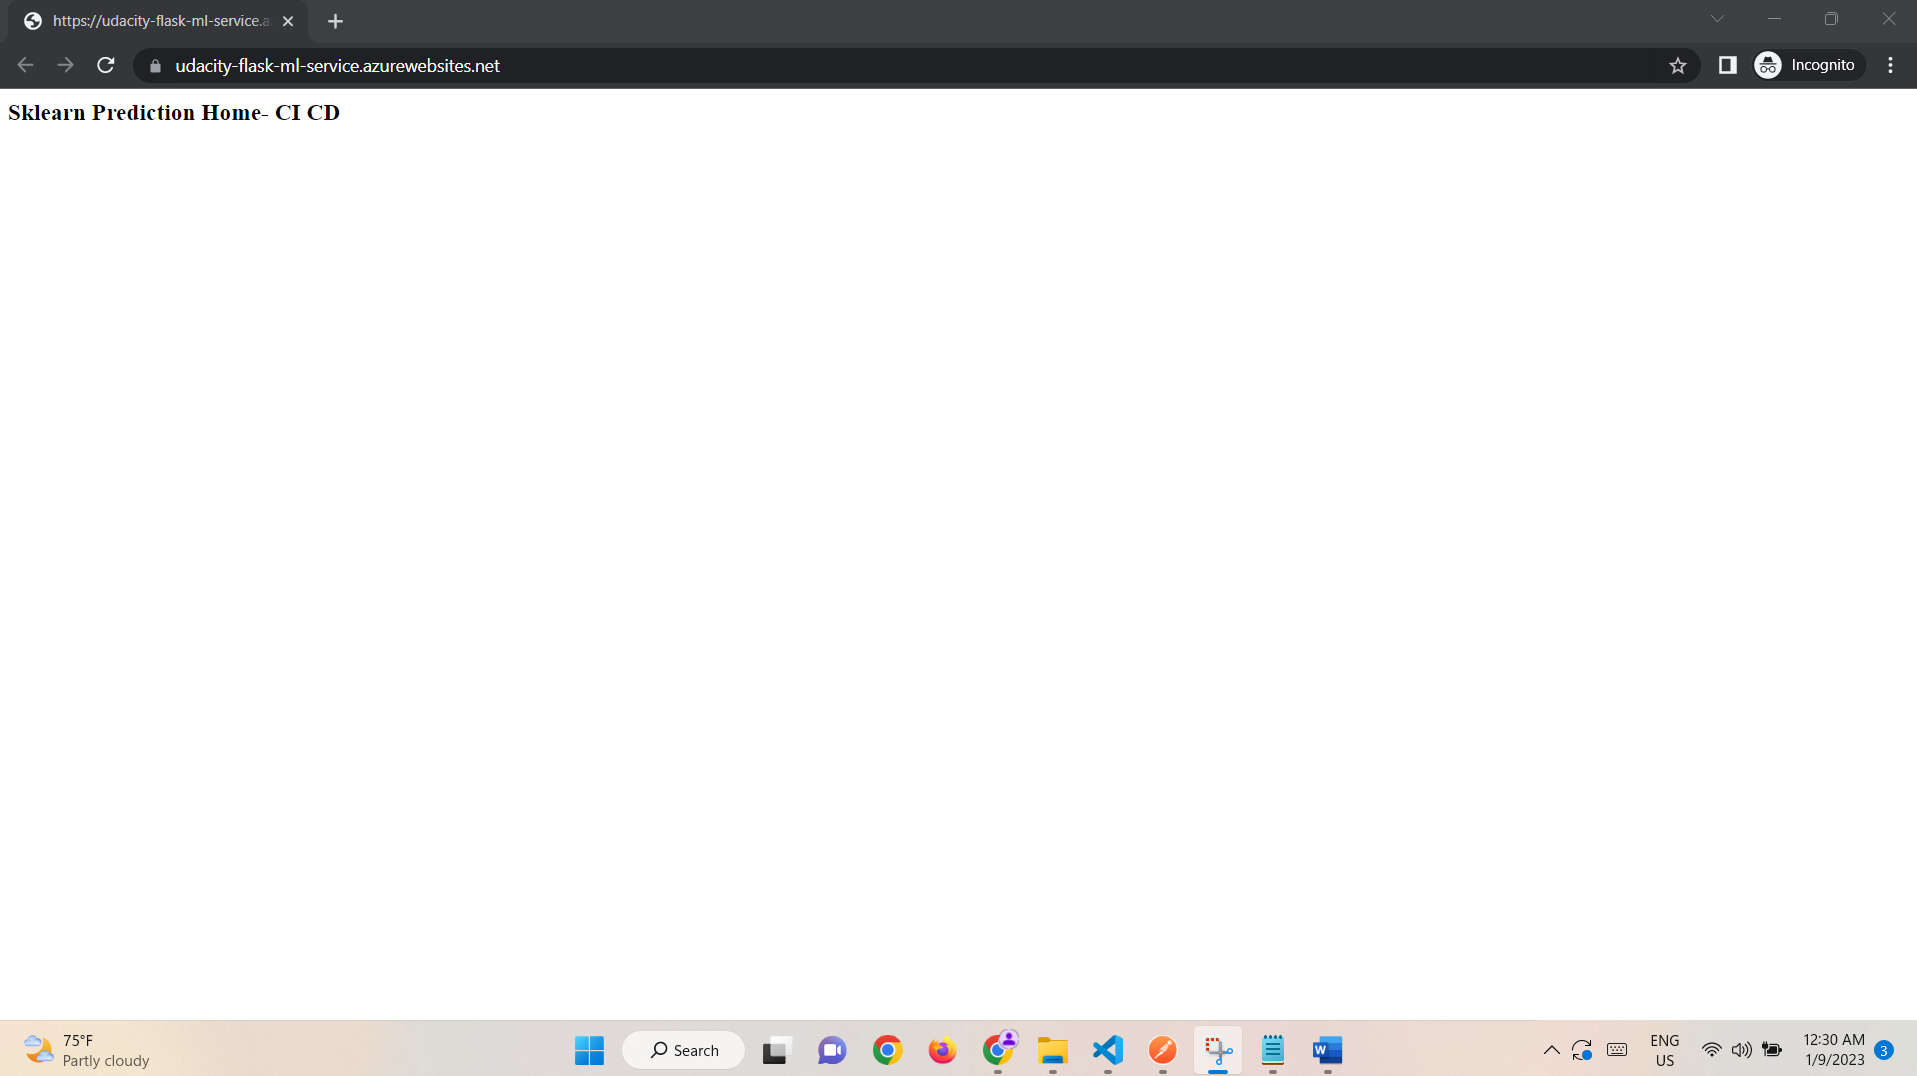 https://udacity-flask-ml-service.a
udacity-flask-ml-service.azurewebsites.net
Incognito
Sklearn Prediction Home- CI CD
75°F
Partly cloudy
Search
W
ENG
US
12:30 AM
1/9/2023
3